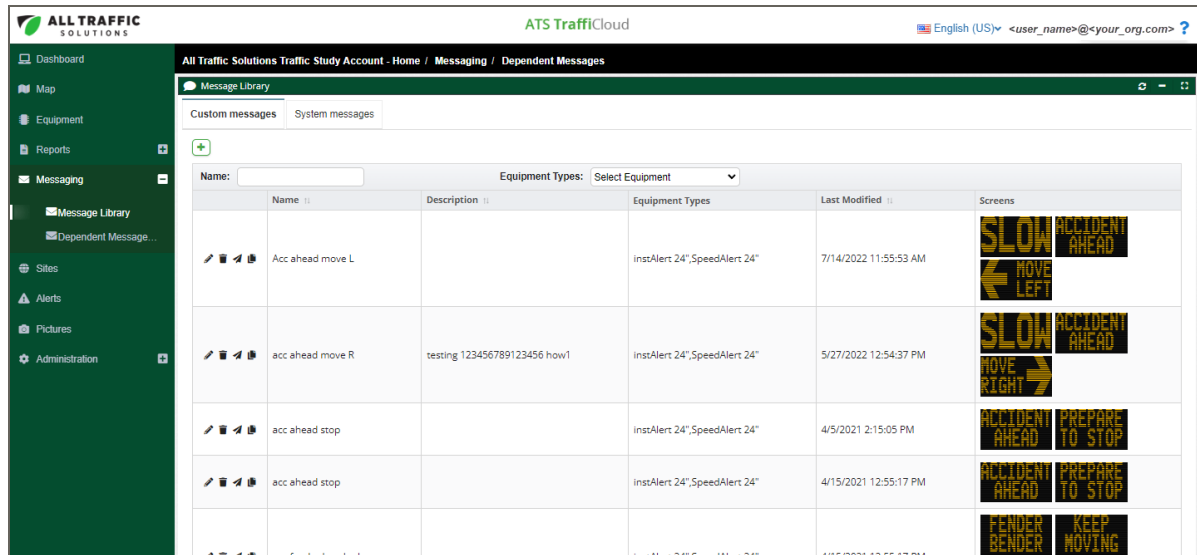 ALL TRAFFIC
SOLUTIONS
ATS TraffiCloud
English (US) <user_name>@<your_org.com> ?
Dashboard
Map
Equipment
Reports
Messaging
Message Library
Dependent Message...
Sites
Alerts
Pictures
Administration
All Traffic Solutions Traffic Study Account - Home / Messaging / Dependent Messages
Message Library
Custom messages System messages
Name: Equipment Types: Select Equipment
Name Description Equipment Types Last Modified Screens
Acc ahead move L instAlert 24",SpeedAlert 24" 7/14/2022 11:55:53 AM
SLOW ACCIDENT AHEAD
MOVE LEFT
acc ahead move R testing 123456789123456 how1 instAlert 24",SpeedAlert 24" 5/27/2022 12:54:37 PM
SLOW ACCIDENT AHEAD
MOVE RIGHT
acc ahead stop instAlert 24",SpeedAlert 24" 4/5/2021 2:15:05 PM
ACCIDENT AHEAD PREPARE TO STOP
acc ahead stop instAlert 24",SpeedAlert 24" 4/15/2021 12:55:17 PM
ACCIDENT AHEAD PREPARE TO STOP
FENDER BENDER KEEP MOVING